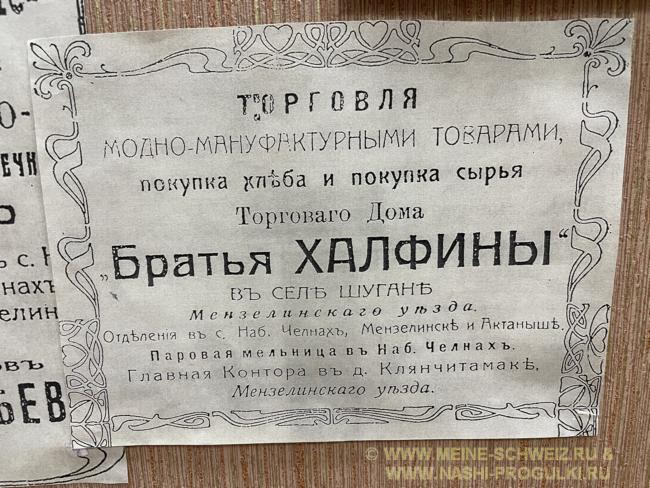 ТОРГОВЛЯ
МОДНО-МАНУФАКТУРНЫМИ ТОВАРАМИ,
покупка хлѣба и покупка сырья
Торговаго Дома
„Братья ХАЛФИНЫ“
ВЪ СЕЛѢ ШУГАНѢ
Мензелинскаго уѣзда.
Отдѣленія въ с. Наб. Челнахъ, Мензелинскѣ и Актанышѣ.
Паровая мельница въ Наб. Челнахъ.
Главная Контора въ д. Клянчитамакѣ,
Мензелинскаго уѣзда.
© WWW.MEINE-SCHWEIZ.RU &
WWW.NASHI-PROGULKI.RU